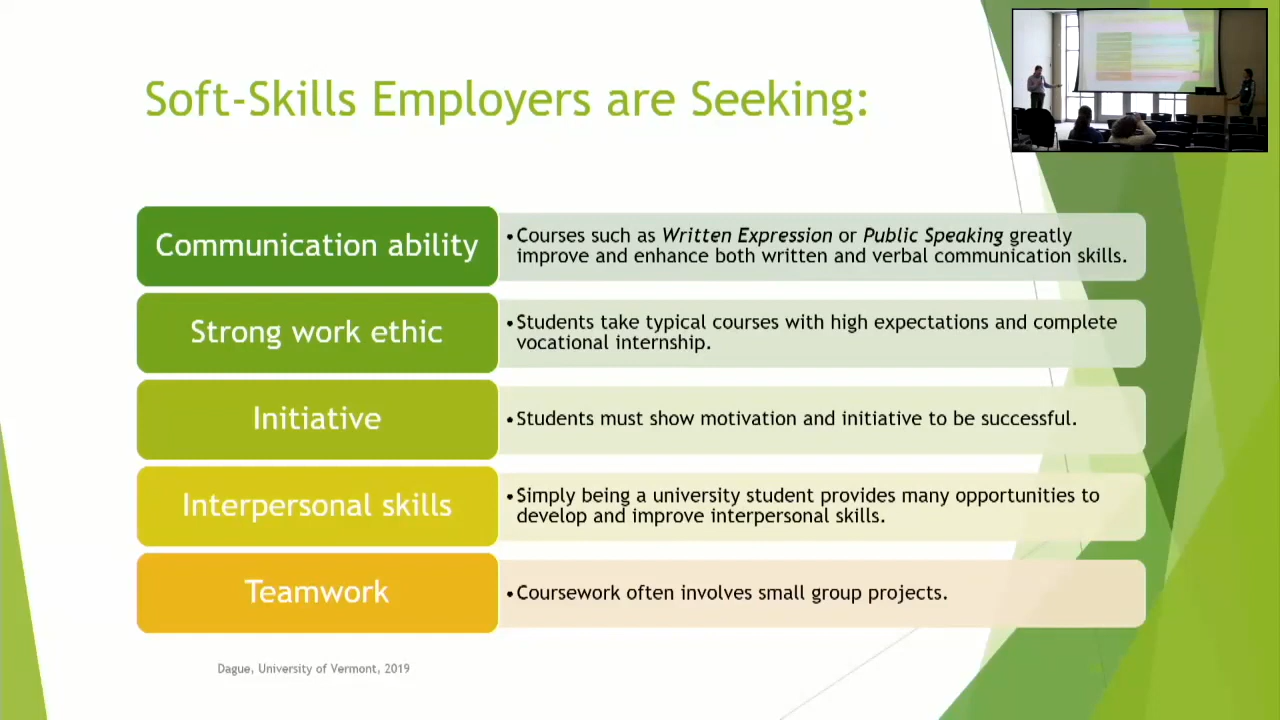 Soft-Skills Employers are Seeking:
Communication ability
•Courses such as Written Expression or Public Speaking greatly
improve and enhance both written and verbal communication skills.
Strong work ethic
•Students take typical courses with high expectations and complete
vocational internship.
Initiative
•Students must show motivation and initiative to be successful.
Interpersonal skills
•Simply being a university student provides many opportunities to
develop and improve interpersonal skills.
Teamwork
•Coursework often involves small group projects.
Dague, University of Vermont, 2019